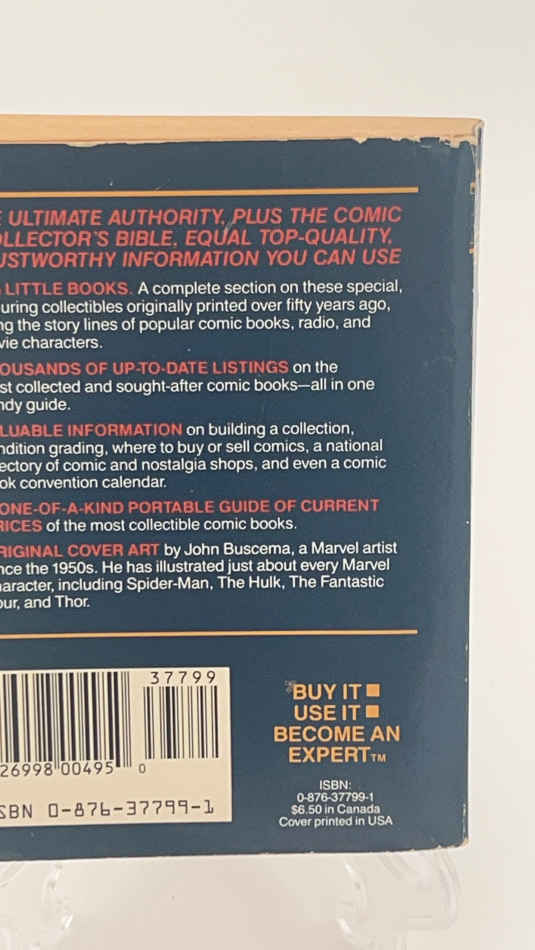 ULTIMATE AUTHORITY, PLUS THE COMIC
OLLECTOR'S BIBLE, EQUAL TOP-QUALITY,
USTWORTHY INFORMATION YOU CAN USE
LITTLE BOOKS. A complete section on these special,
uring collectibles originally printed over fifty years ago,
ng the story lines of popular comic books, radio, and
vie characters.
OUSANDS OF UP-TO-DATE LISTINGS on the
st collected and sought-after comic books—all in one
ndy guide.
LUABLE INFORMATION on building a collection,
ndition grading, where to buy or sell comics, a national
ectory of comic and nostalgia shops, and even a comic
ok convention calendar.
ONE-OF-A-KIND PORTABLE GUIDE OF CURRENT
RICES of the most collectible comic books.
RIGINAL COVER ART by John Buscema, a Marvel artist
nce the 1950s. He has illustrated just about every Marvel
haracter, including Spider-Man, The Hulk, The Fantastic
our, and Thor.
37799
26998 00495 0
SBN 0-876-37799-1
BUY IT
USE IT
BECOME AN
EXPERT™
ISBN:
0-876-37799-1
$6.50 in Canada
Cover printed in USA